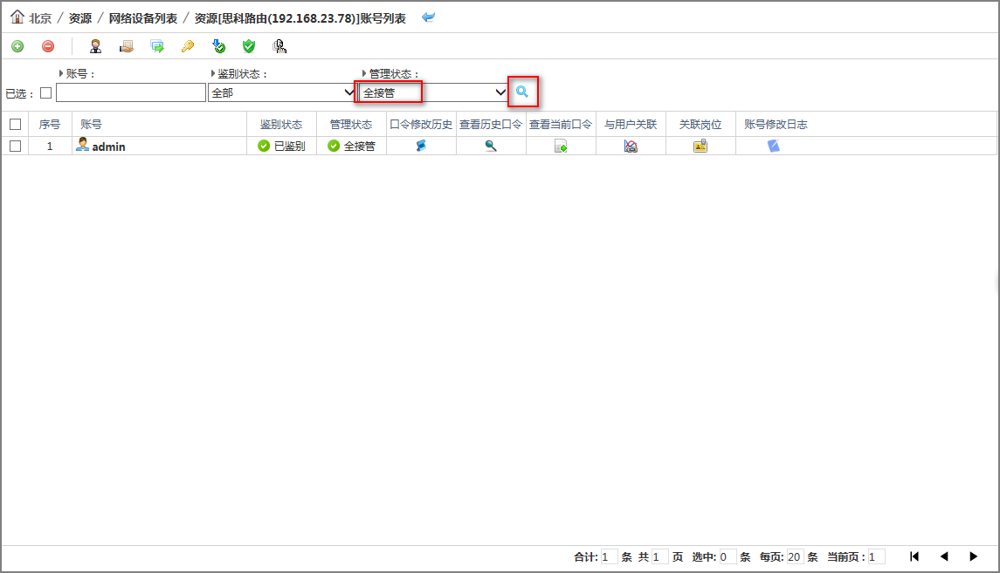 北京 / 资源 / 网络设备列表 / 资源[思科路由(192.168.23.78)]账号列表
账号： 鉴别状态： 管理状态：
已选： 全部 全接管
序号 账号 鉴别状态 管理状态 口令修改历史 查看历史口令 查看当前口令 与用户关联 关联岗位 账号修改日志
1 admin 已鉴别 全接管
合计: 1 条 共 1 页 选中: 0 条 每页: 20 条 当前页： 1